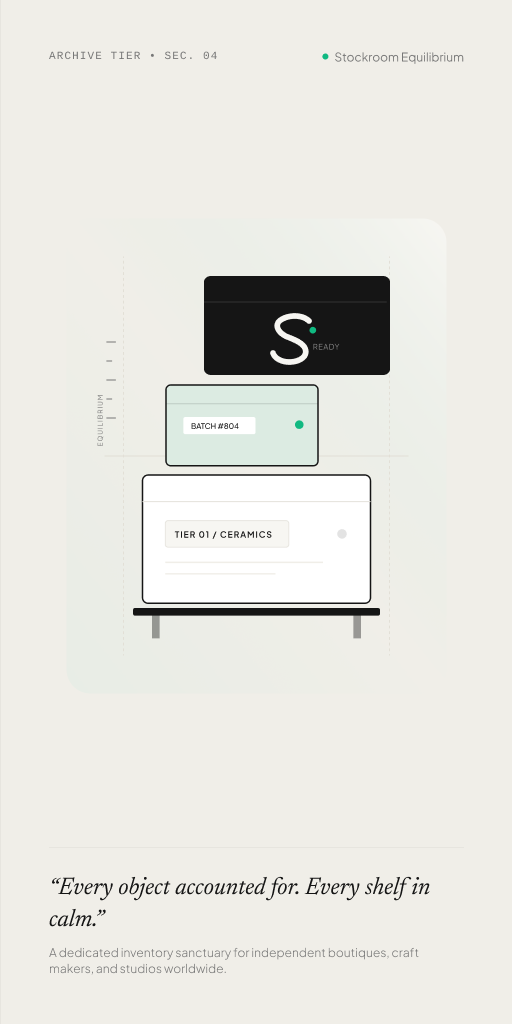 ARCHIVE TIER • SEC. 04
Stockroom Equilibrium
S
READY
EQUILIBRIUM
BATCH #804
TIER 01 / CERAMICS
“Every object accounted for. Every shelf in
calm.”
A dedicated inventory sanctuary for independent boutiques, craft
makers, and studios worldwide.